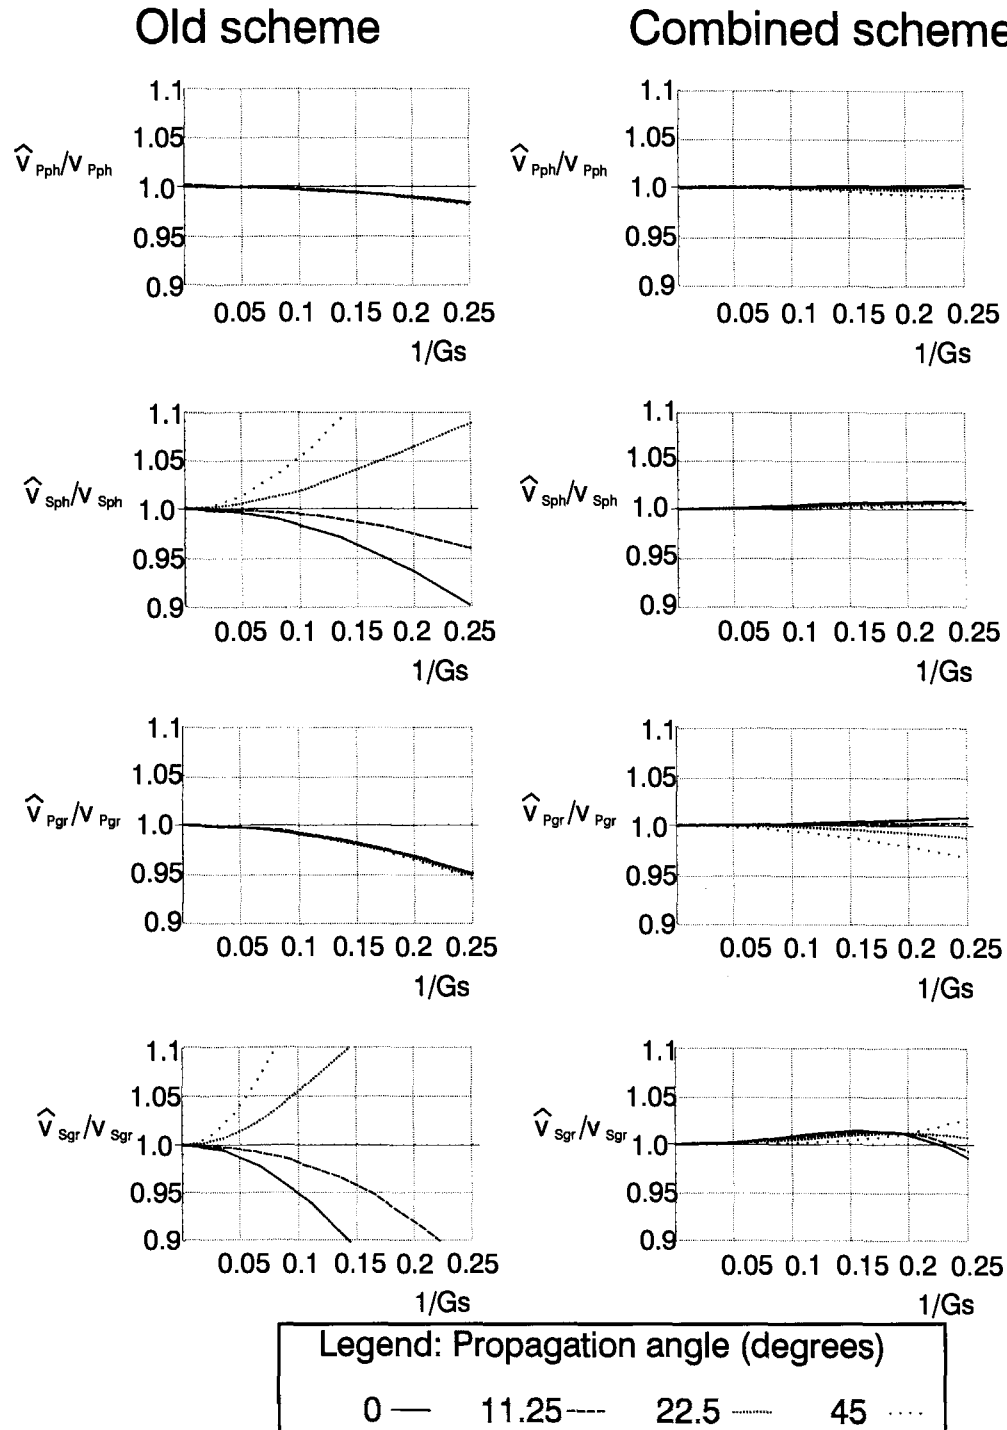 Old scheme
Combined scheme
1.1
1.05
v̂ Pph/v Pph
1.0
0.95
0.9
0.05 0.1 0.15 0.2 0.25
1/Gs
1.1
1.05
v̂ Pph/v Pph
1.0
0.95
0.9
0.05 0.1 0.15 0.2 0.25
1/Gs
1.1
1.05
v̂ Sph/v Sph
1.0
0.95
0.9
0.05 0.1 0.15 0.2 0.25
1/Gs
1.1
1.05
v̂ Sph/v Sph
1.0
0.95
0.9
0.05 0.1 0.15 0.2 0.25
1/Gs
1.1
1.05
v̂ Pgr/v Pgr
1.0
0.95
0.9
0.05 0.1 0.15 0.2 0.25
1/Gs
1.1
1.05
v̂ Pgr/v Pgr
1.0
0.95
0.9
0.05 0.1 0.15 0.2 0.25
1/Gs
1.1
1.05
v̂ Sgr/v Sgr
1.0
0.95
0.9
0.05 0.1 0.15 0.2 0.25
1/Gs
1.1
1.05
v̂ Sgr/v Sgr
1.0
0.95
0.9
0.05 0.1 0.15 0.2 0.25
1/Gs
Legend: Propagation angle (degrees)
0 11.25 22.5 45